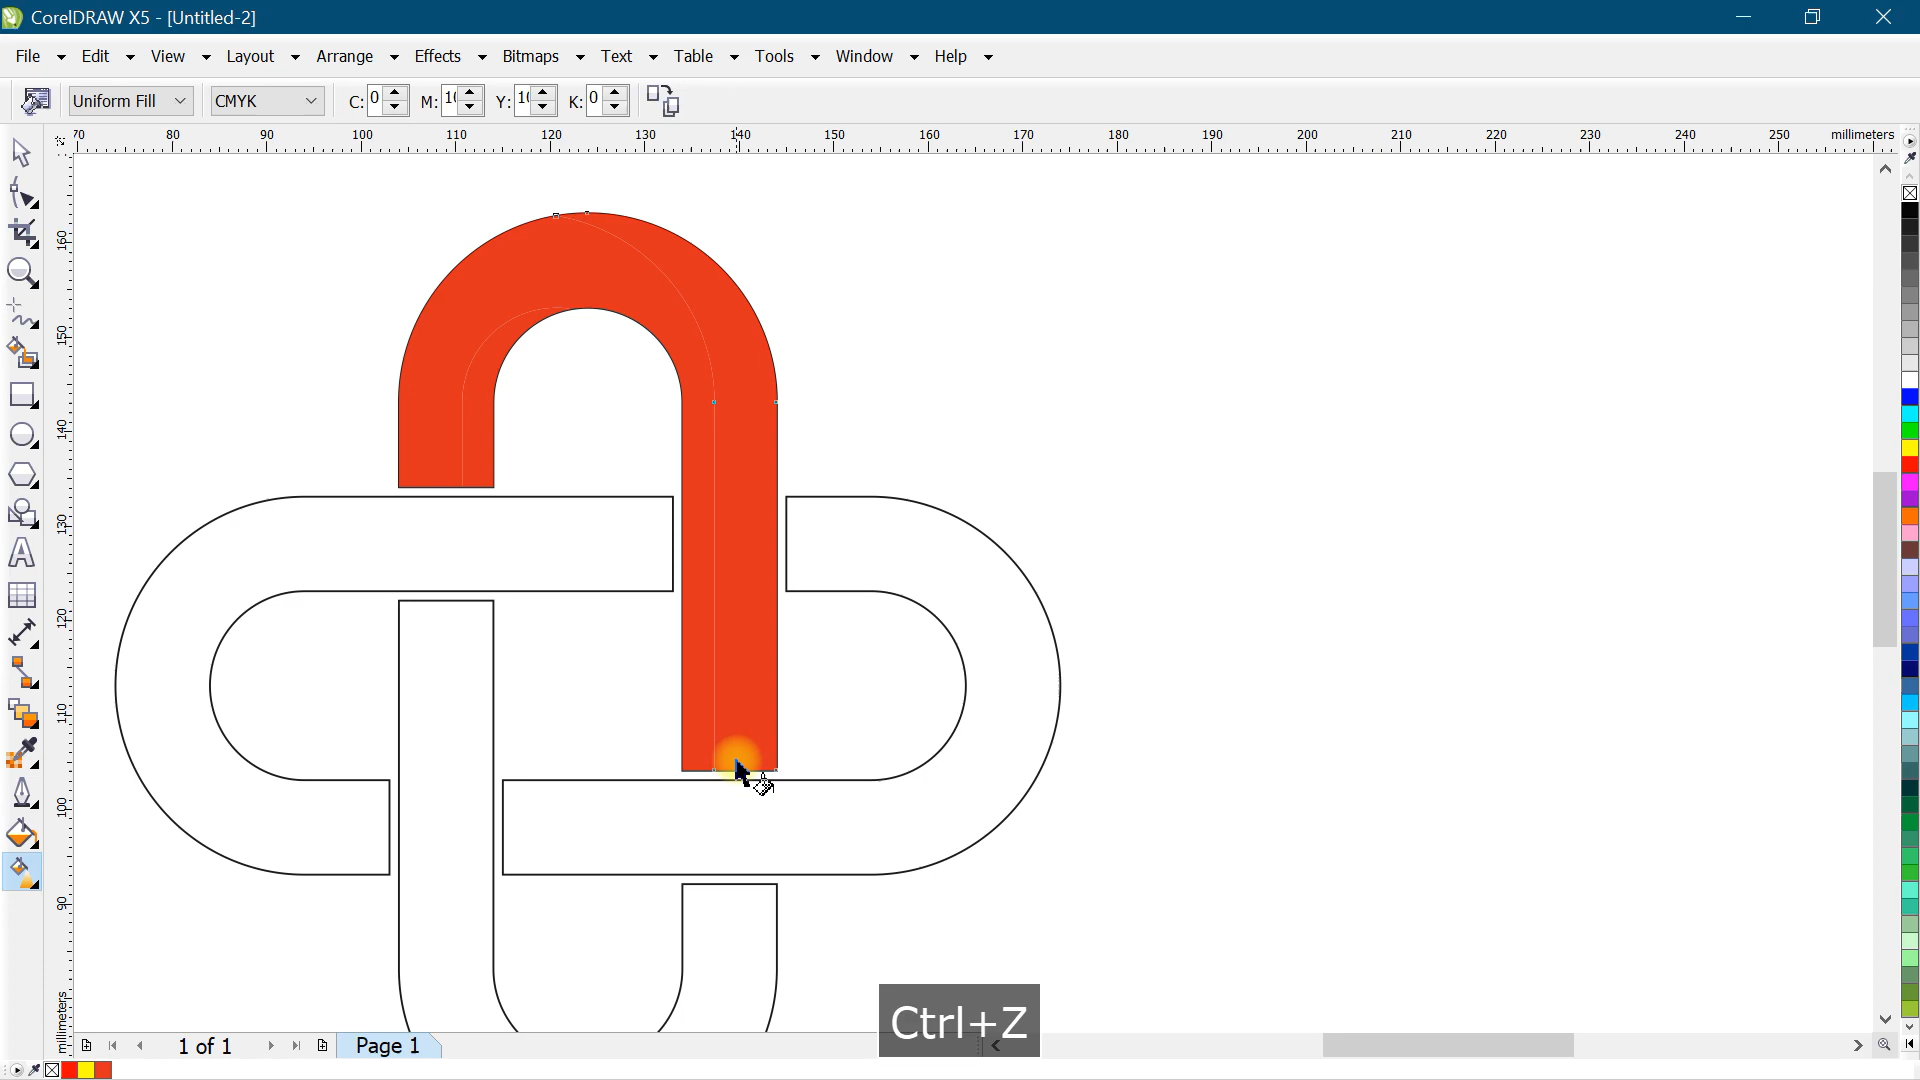 CorelDRAW X5 - [Untitled-2]
File Edit View Layout Arrange Effects Bitmaps Text Table Tools Window Help
Uniform Fill CMYK C: 0 M: 10 Y: 10 K: 0
70 80 90 100 110 120 130 140 150 160 170 180 190 200 210 220 230 240 250 millimeters
160
150
140
130
120
110
100
90
millimeters
Ctrl+Z
1 of 1 Page 1